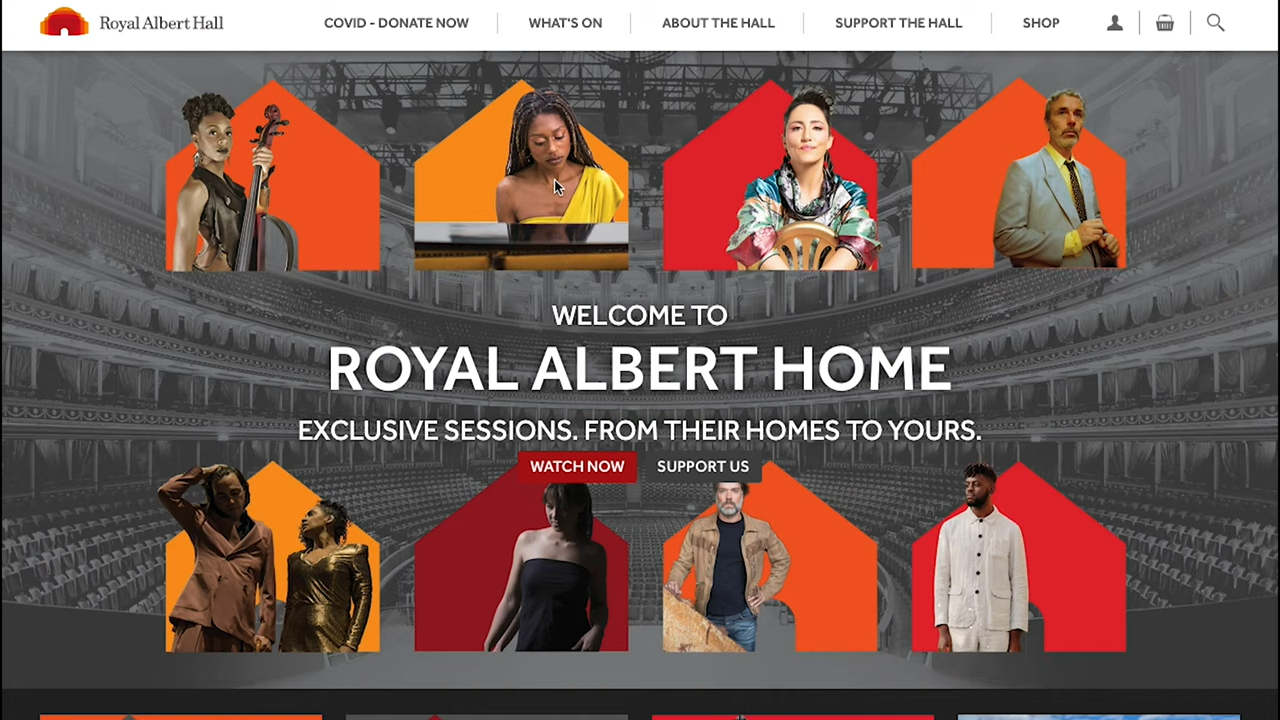 Royal Albert Hall
COVID - DONATE NOW
WHAT'S ON
ABOUT THE HALL
SUPPORT THE HALL
SHOP
WELCOME TO
ROYAL ALBERT HOME
EXCLUSIVE SESSIONS. FROM THEIR HOMES TO YOURS.
WATCH NOW
SUPPORT US